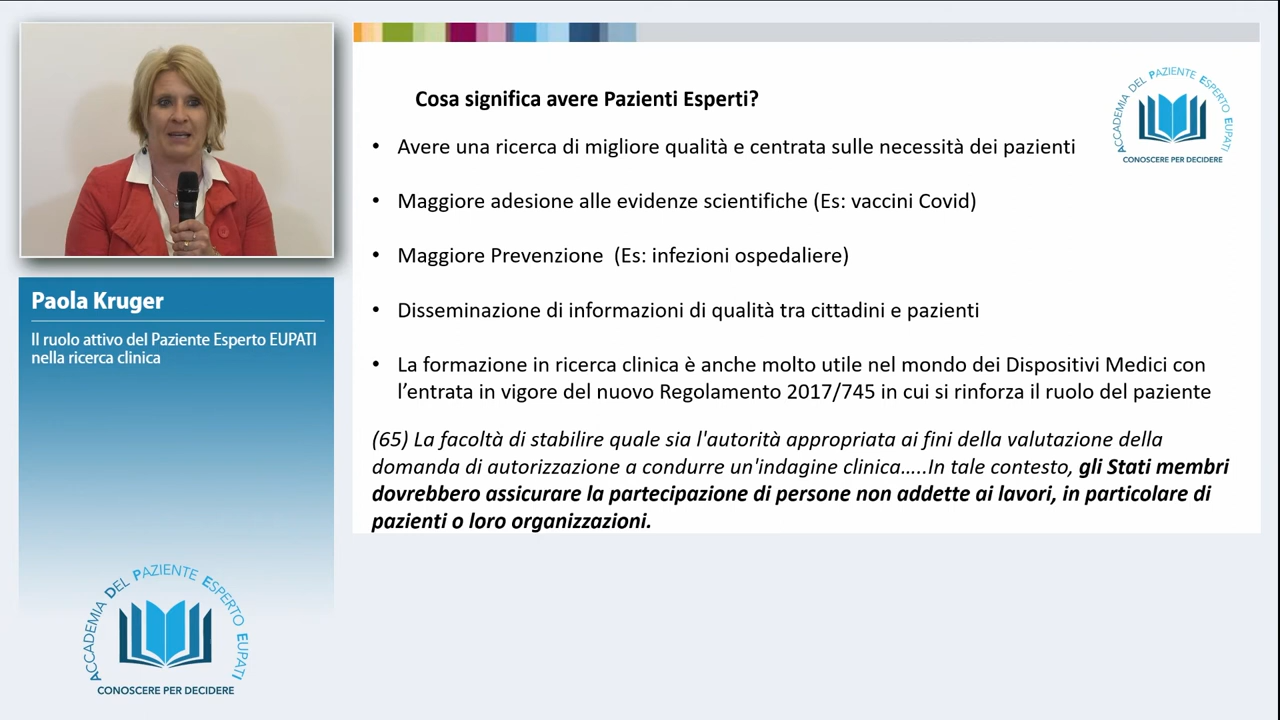 Cosa significa avere Pazienti Esperti?
• Avere una ricerca di migliore qualità e centrata sulle necessità dei pazienti
• Maggiore adesione alle evidenze scientifiche (Es: vaccini Covid)
• Maggiore Prevenzione (Es: infezioni ospedaliere)
• Disseminazione di informazioni di qualità tra cittadini e pazienti
• La formazione in ricerca clinica è anche molto utile nel mondo dei Dispositivi Medici con
l’entrata in vigore del nuovo Regolamento 2017/745 in cui si rinforza il ruolo del paziente
(65) La facoltà di stabilire quale sia l'autorità appropriata ai fini della valutazione della
domanda di autorizzazione a condurre un'indagine clinica…..In tale contesto, gli Stati membri
dovrebbero assicurare la partecipazione di persone non addette ai lavori, in particolare di
pazienti o loro organizzazioni.
ACCADEMIA DEL PAZIENTE ESPERTO EUPATI
CONOSCERE PER DECIDERE
Paola Kruger
Il ruolo attivo del Paziente Esperto EUPATI
nella ricerca clinica
ACCADEMIA DEL PAZIENTE ESPERTO EUPATI
CONOSCERE PER DECIDERE